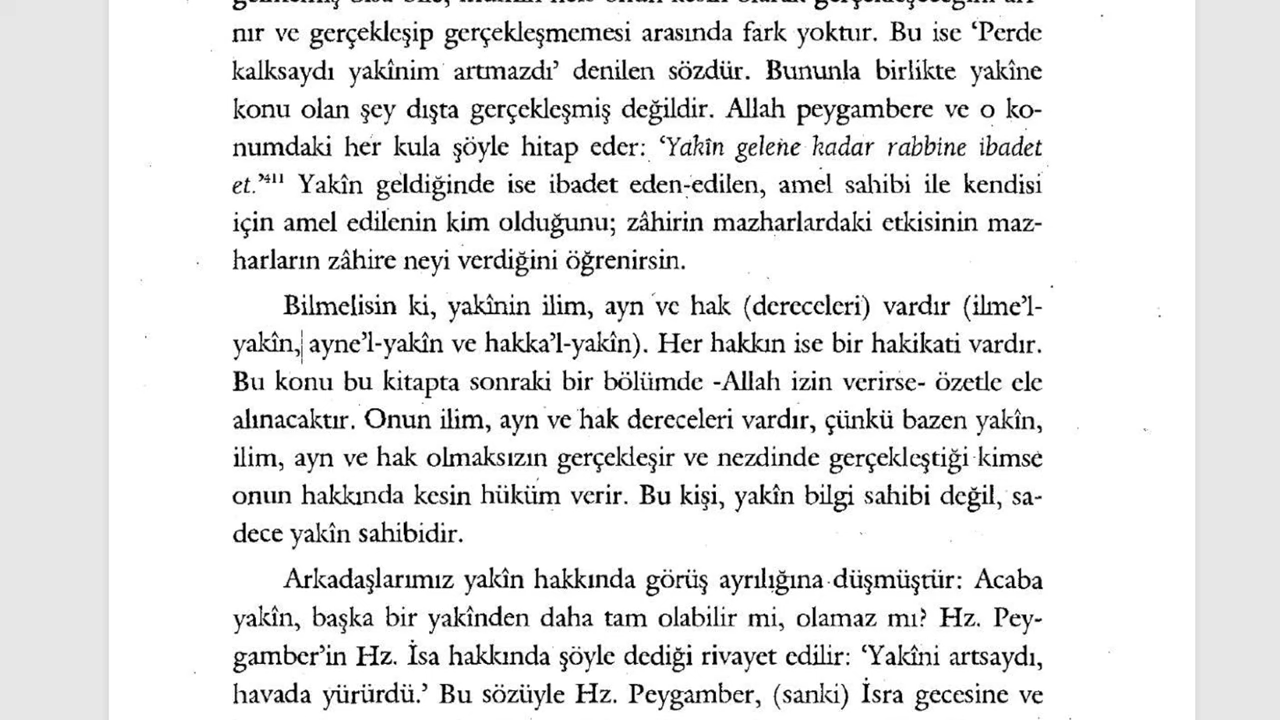 nır ve gerçekleşip gerçekleşmemesi arasında fark yoktur. Bu ise ‘Perde
kalksaydı yakînim artmazdı’ denilen sözdür. Bununla birlikte yakîne
konu olan şey dışta gerçekleşmiş değildir. Allah peygambere ve o ko-
numdaki her kula şöyle hitap eder: ‘Yakîn gelene kadar rabbine ibadet
et.’⁴¹¹ Yakîn geldiğinde ise ibadet eden-edilen, amel sahibi ile kendisi
için amel edilenin kim olduğunu; zâhirin mazharlardaki etkisinin maz-
harların zâhire neyi verdiğini öğrenirsin.
Bilmelisin ki, yakînin ilim, ayn ve hak (dereceleri) vardır (ilme’l-
yakîn, ayne’l-yakîn ve hakka’l-yakîn). Her hakkın ise bir hakikati vardır.
Bu konu bu kitapta sonraki bir bölümde -Allah izin verirse- özetle ele
alınacaktır. Onun ilim, ayn ve hak dereceleri vardır, çünkü bazen yakîn,
ilim, ayn ve hak olmaksızın gerçekleşir ve nezdinde gerçekleştiği kimse
onun hakkında kesin hüküm verir. Bu kişi, yakîn bilgi sahibi değil, sa-
dece yakîn sahibidir.
Arkadaşlarımız yakîn hakkında görüş ayrılığına düşmüştür: Acaba
yakîn, başka bir yakînden daha tam olabilir mi, olamaz mı? Hz. Pey-
gamber’in Hz. İsa hakkında şöyle dediği rivayet edilir: ‘Yakîni artsaydı,
havada yürürdü.’ Bu sözüyle Hz. Peygamber, (sanki) İsra gecesine ve